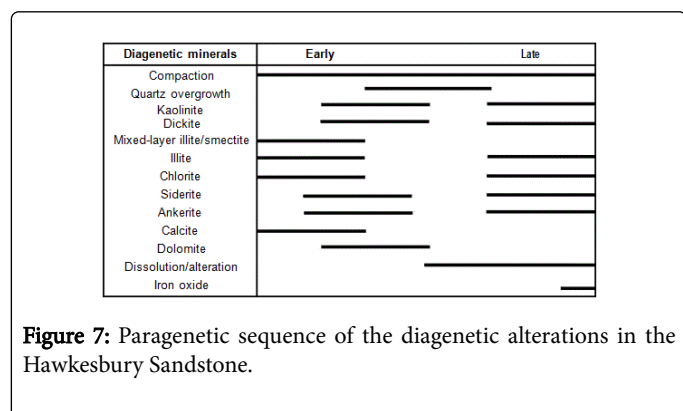 Diagenetic minerals Early Late
Compaction
Quartz overgrowth
Kaolinite
Dickite
Mixed-layer illite/smectite
Illite
Chlorite
Siderite
Ankerite
Calcite
Dolomite
Dissolution/alteration
Iron oxide
Figure 7: Paragenetic sequence of the diagenetic alterations in the
Hawkesbury Sandstone.